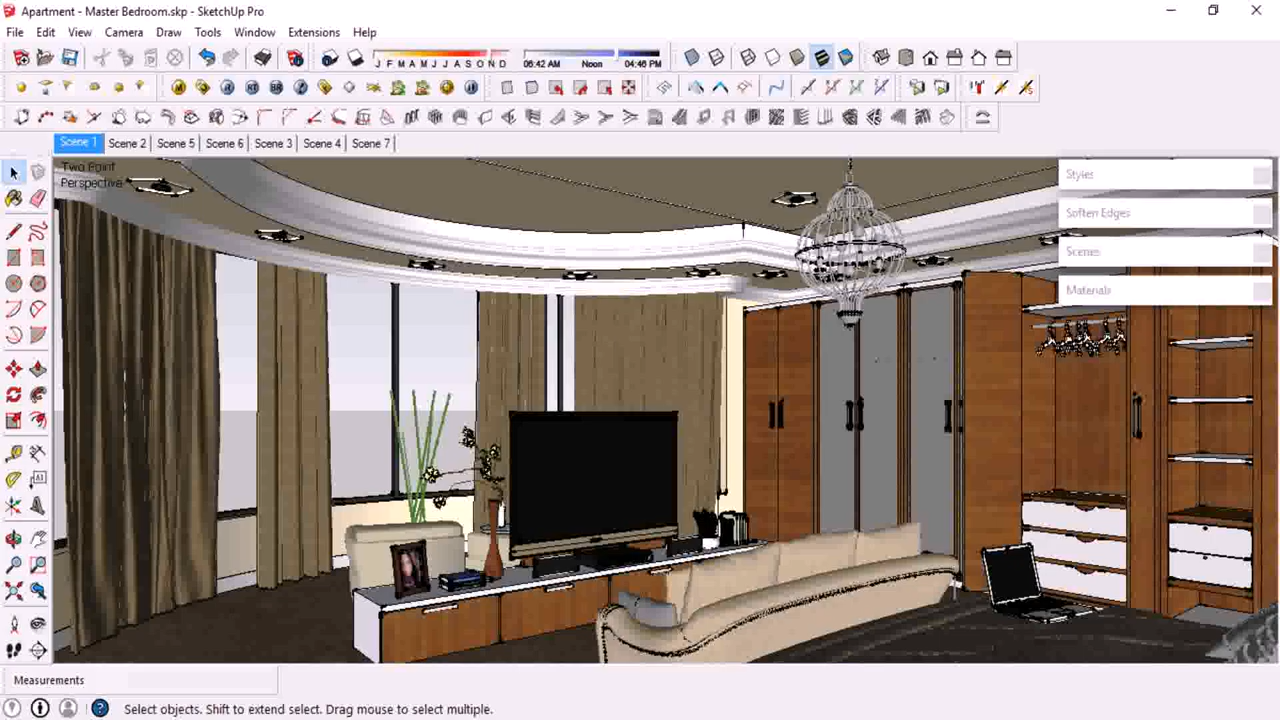 Apartment - Master Bedroom.skp - SketchUp Pro
File Edit View Camera Draw Tools Window Extensions Help
J F M A M J J A S O N D 06:42 AM Noon 04:46 PM
Scene 1 Scene 2 Scene 5 Scene 6 Scene 3 Scene 4 Scene 7
Two Point
Perspective
Styles
Soften Edges
Scenes
Materials
Measurements
Select objects. Shift to extend select. Drag mouse to select multiple.